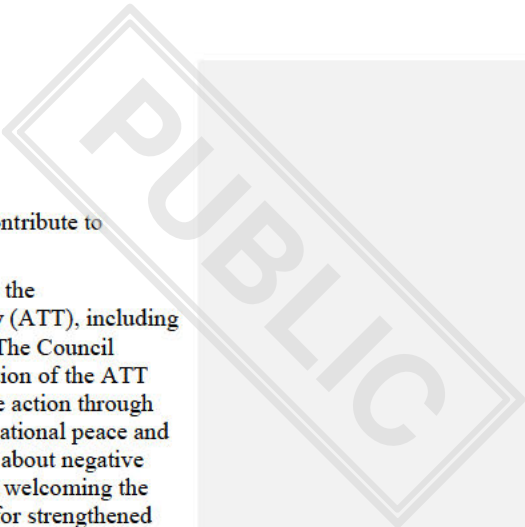 ntribute to
the
(ATT), including
The Council
ion of the ATT
e action through
ational peace and
about negative
welcoming the
for strengthened
PUBLIC